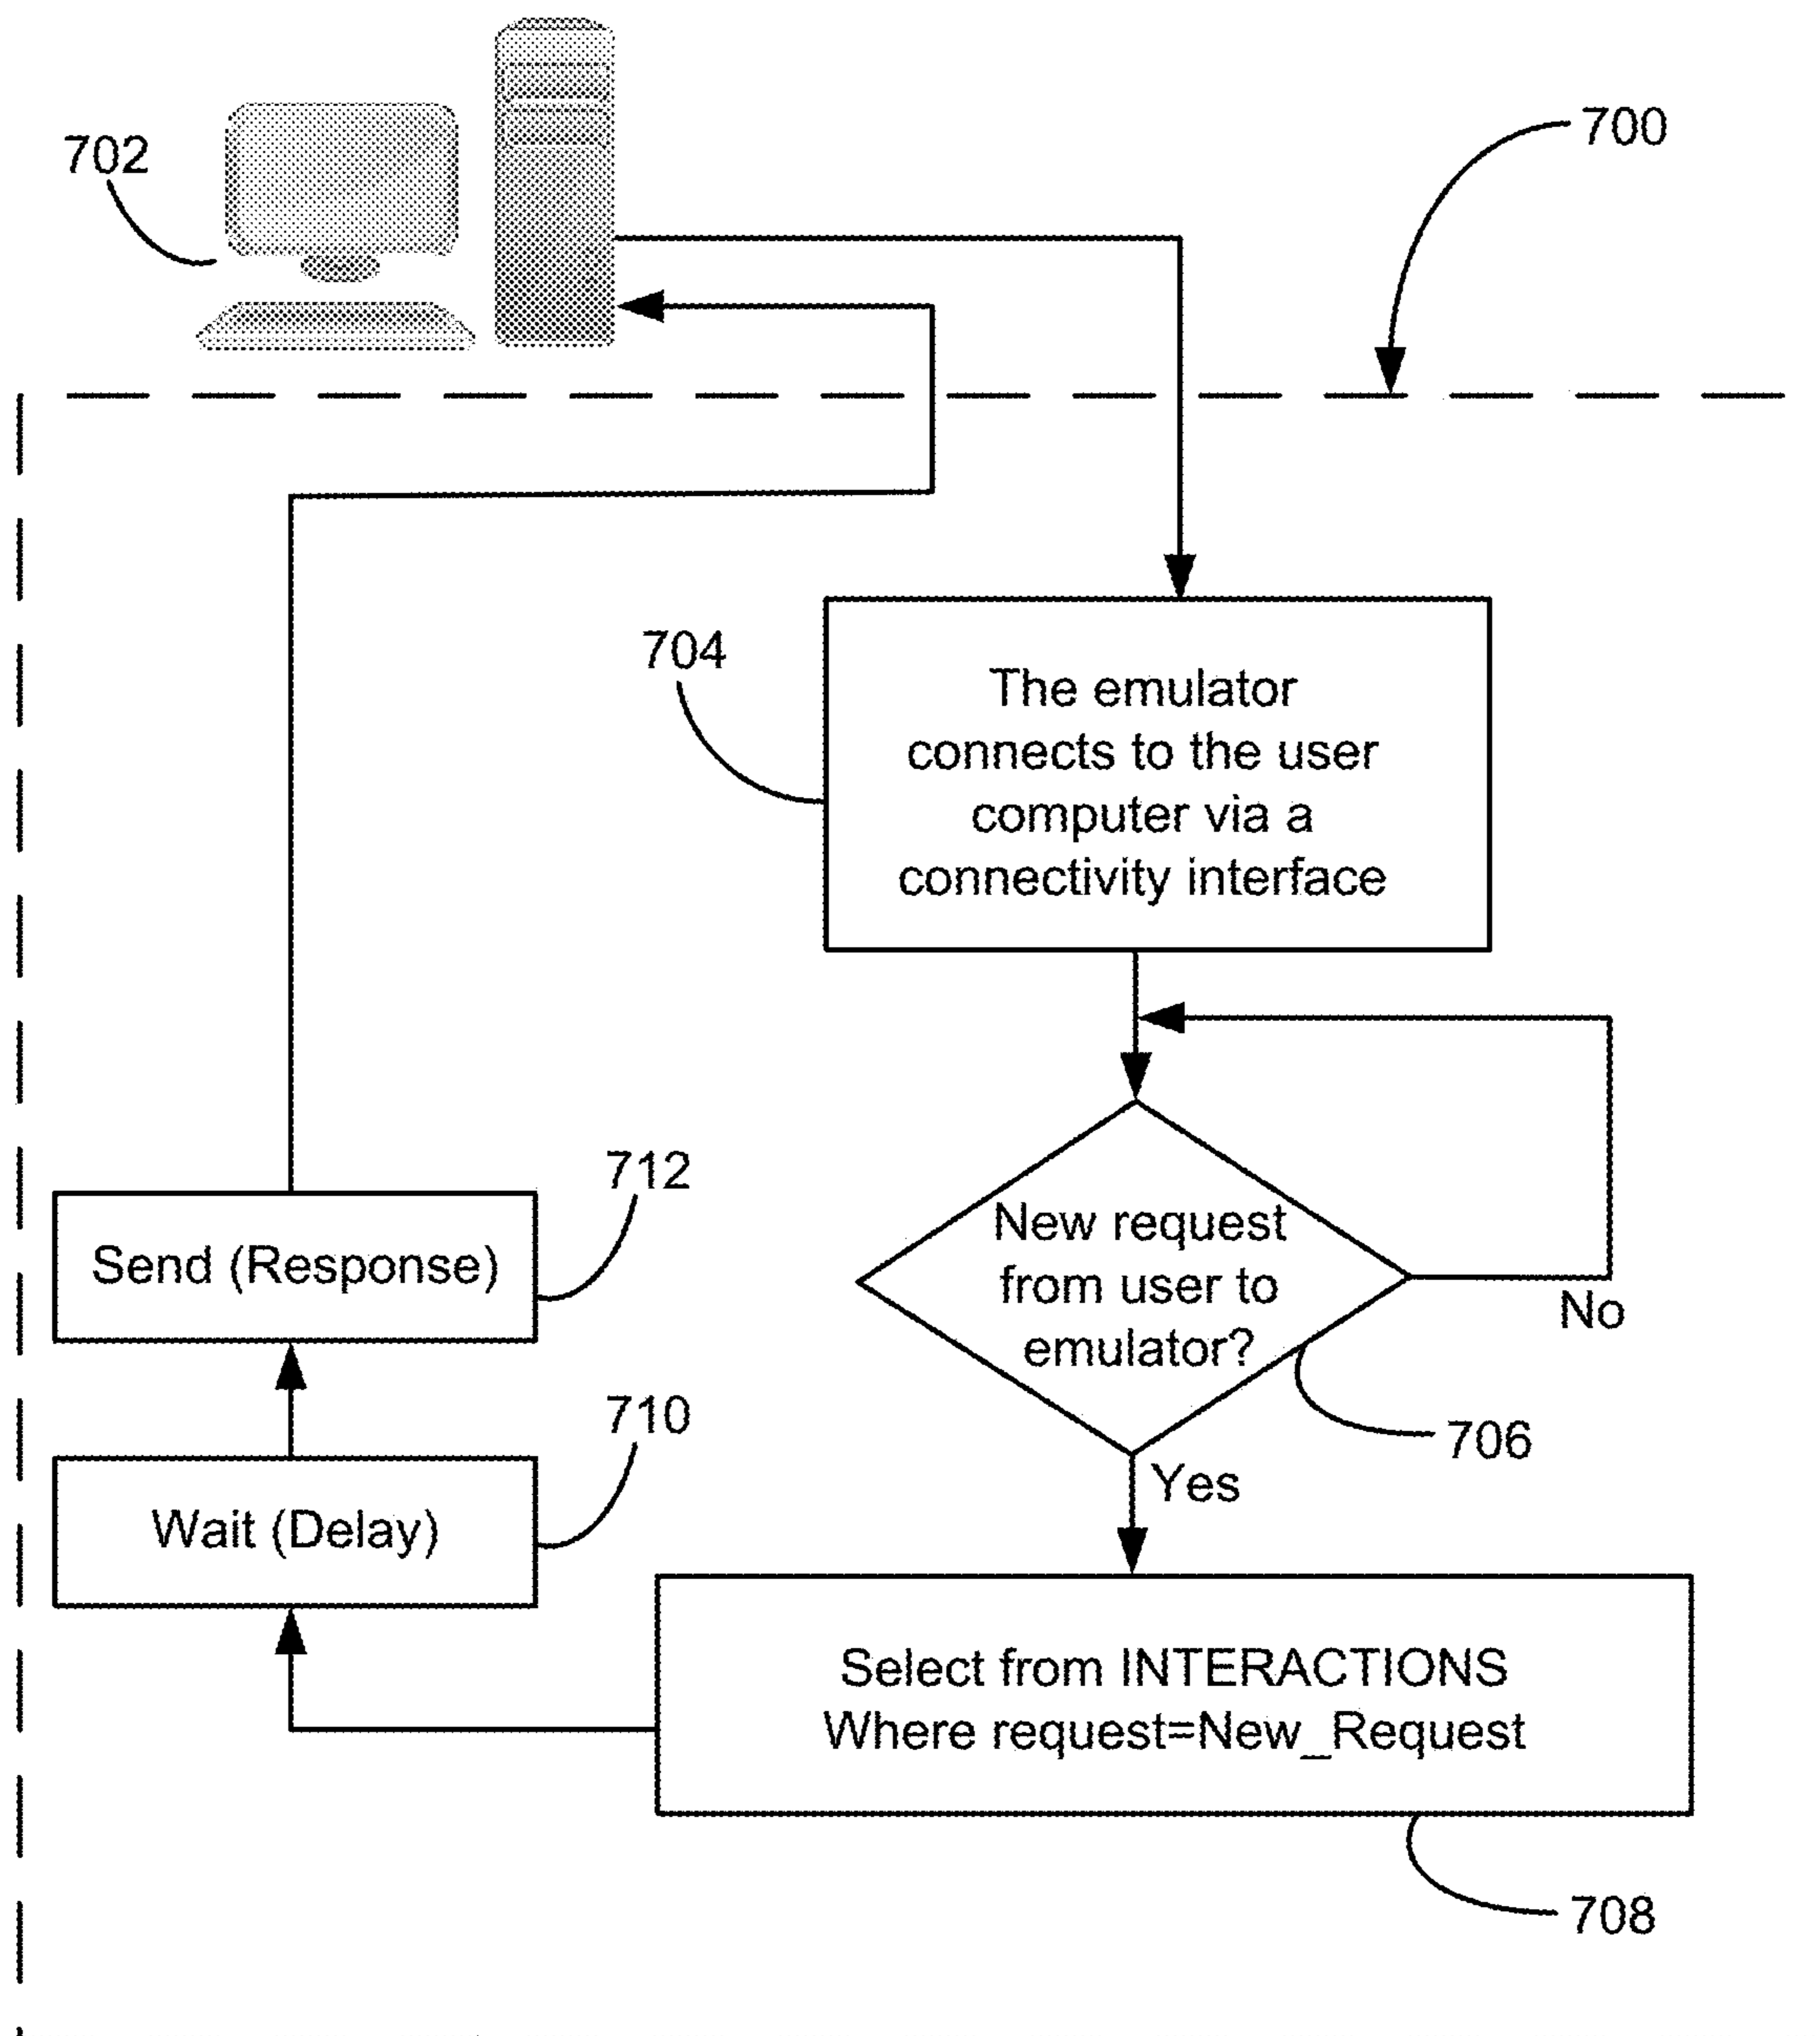 702
700
704
The emulator
connects to the user
computer via a
connectivity interface
712
Send (Response)
New request
from user to
emulator?
No
710
706
Yes
Wait (Delay)
Select from INTERACTIONS
Where request=New_Request
708